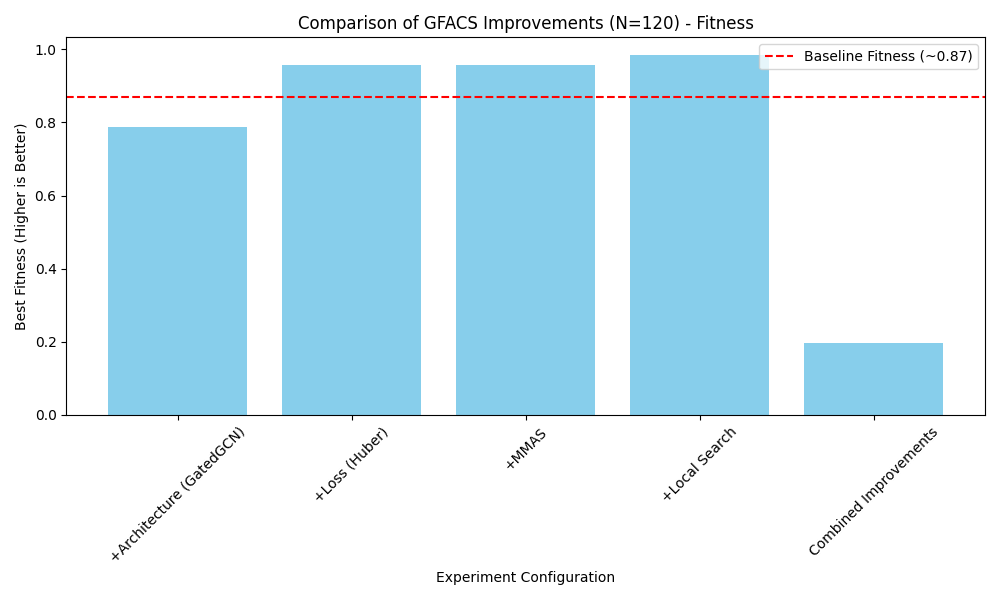 Comparison of GFACS Improvements (N=120) - Fitness
Baseline Fitness (~0.87)
Best Fitness (Higher is Better)
1.0
0.8
0.6
0.4
0.2
0.0
+Architecture (GatedGCN)
+Loss (Huber)
+MMAS
+Local Search
Combined Improvements
Experiment Configuration